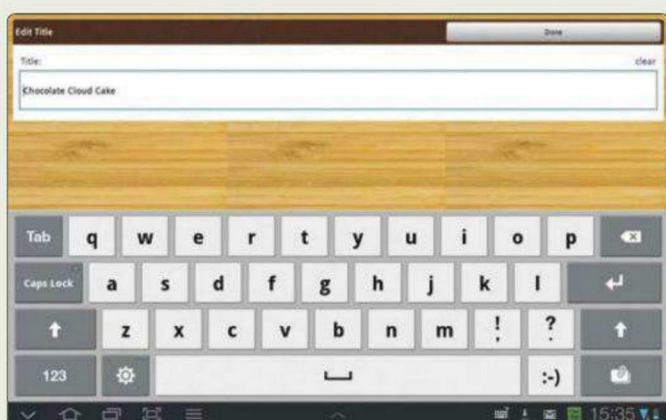 Edit Title Done
Title: clear
Chocolate Cloud Cake
Tab q w e r t y u i o p
Caps Lock a s d f g h j k l
z x c v b n m ! , ? .
123 :-)
15:35